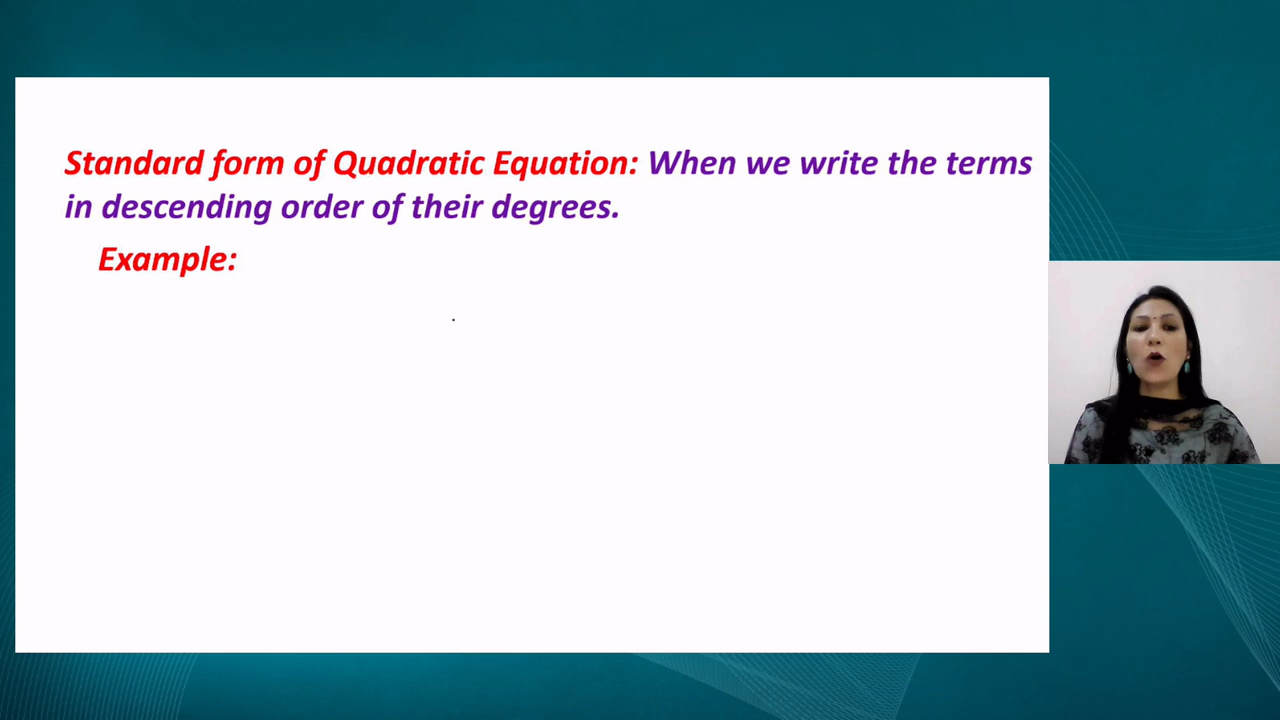 Standard form of Quadratic Equation: When we write the terms
in descending order of their degrees.
Example: